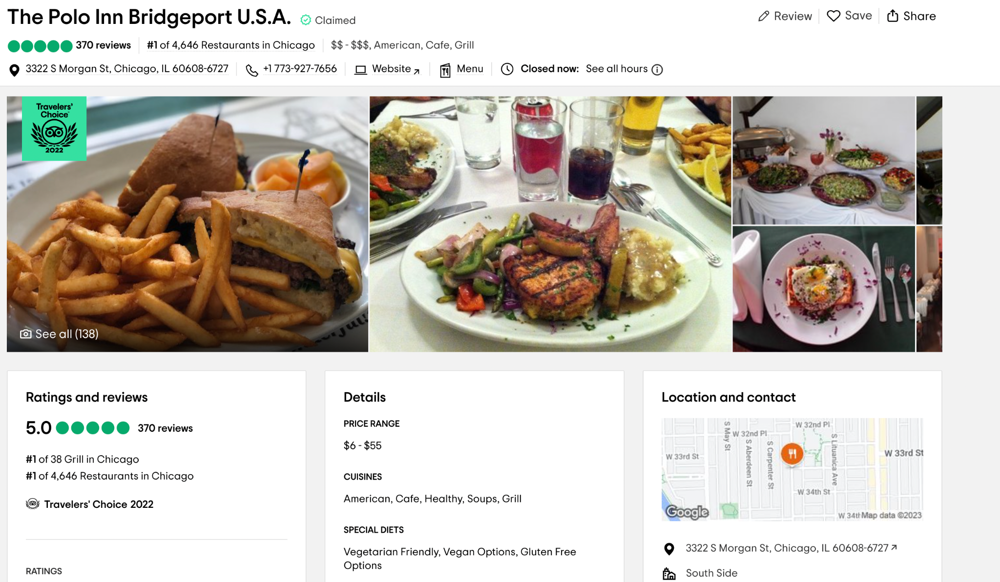 The Polo Inn Bridgeport U.S.A. Claimed
Review Save Share
370 reviews #1 of 4,646 Restaurants in Chicago $$ - $$$, American, Cafe, Grill
3322 S Morgan St, Chicago, IL 60608-6727 +1 773-927-7656 Website Menu Closed now: See all hours
Travelers'
Choice
2022
See all (138)
Ratings and reviews
5.0 370 reviews
#1 of 38 Grill in Chicago
#1 of 4,646 Restaurants in Chicago
Travelers' Choice 2022
RATINGS
Details
PRICE RANGE
$6 - $55
CUISINES
American, Cafe, Healthy, Soups, Grill
SPECIAL DIETS
Vegetarian Friendly, Vegan Options, Gluten Free
Options
Location and contact
S May St
W 32nd Pl
W 32nd Pl
S Aberdeen St
S Carpenter St
S Lituanica Ave
W 33rd St
W 33rd St
W 34th St
Google
W 34th
Map data ©2023
3322 S Morgan St, Chicago, IL 60608-6727
South Side